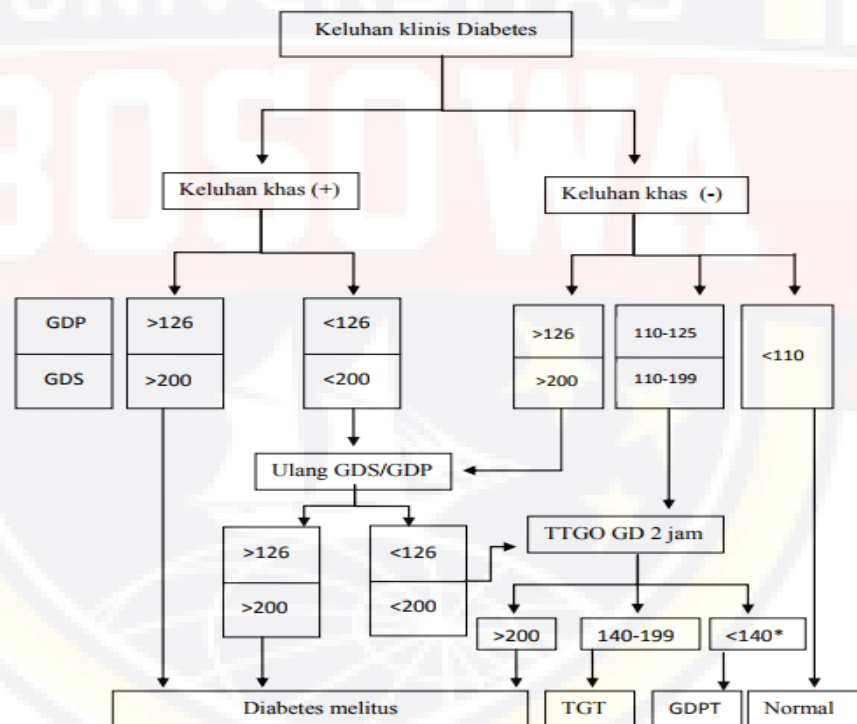 UNIVERSITAS
BOSOWA
Keluhan klinis Diabetes
Keluhan khas (+)
Keluhan khas (-)
GDP
>126
<126
>126
110-125
<110
GDS
>200
<200
>200
110-199
Ulang GDS/GDP
>126
<126
TTGO GD 2 jam
>200
<200
>200
140-199
<140*
Diabetes melitus
TGT
GDPT
Normal